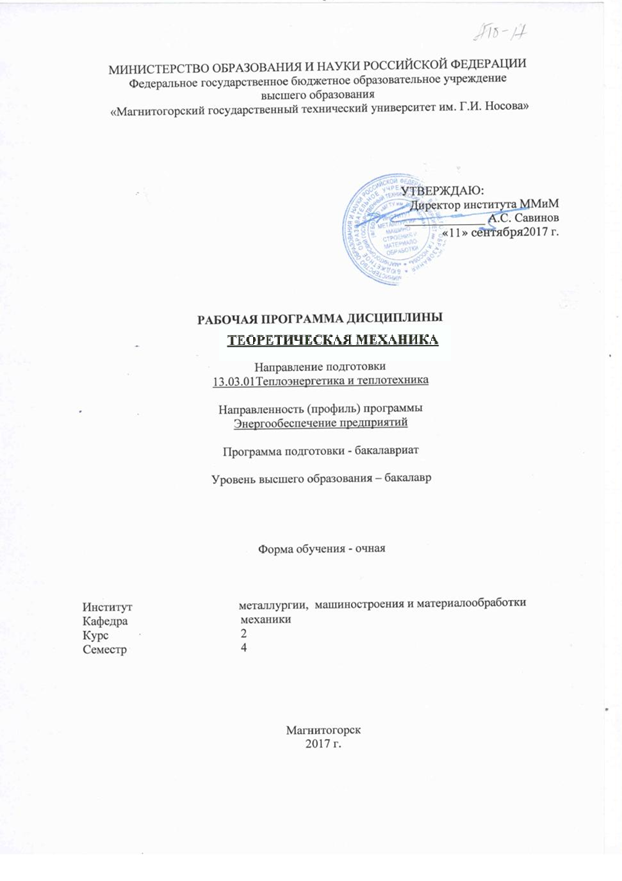 МИНИСТЕРСТВО ОБРАЗОВАНИЯ И НАУКИ РОССИЙСКОЙ ФЕДЕРАЦИИ
Федеральное государственное бюджетное образовательное учреждение
высшего образования
«Магнитогорский государственный технический университет им. Г.И. Носова»
УТВЕРЖДАЮ:
Директор института ММиМ
А.С. Савинов
«11» сентября2017 г.
РАБОЧАЯ ПРОГРАММА ДИСЦИПЛИНЫ
ТЕОРЕТИЧЕСКАЯ МЕХАНИКА
Направление подготовки
13.03.01Теплоэнергетика и теплотехника
Направленность (профиль) программы
Энергообеспечение предприятий
Программа подготовки - бакалавриат
Уровень высшего образования – бакалавр
Форма обучения - очная
Институт металлургии, машиностроения и материалообработки
Кафедра механики
Курс 2
Семестр 4
Магнитогорск
2017 г.